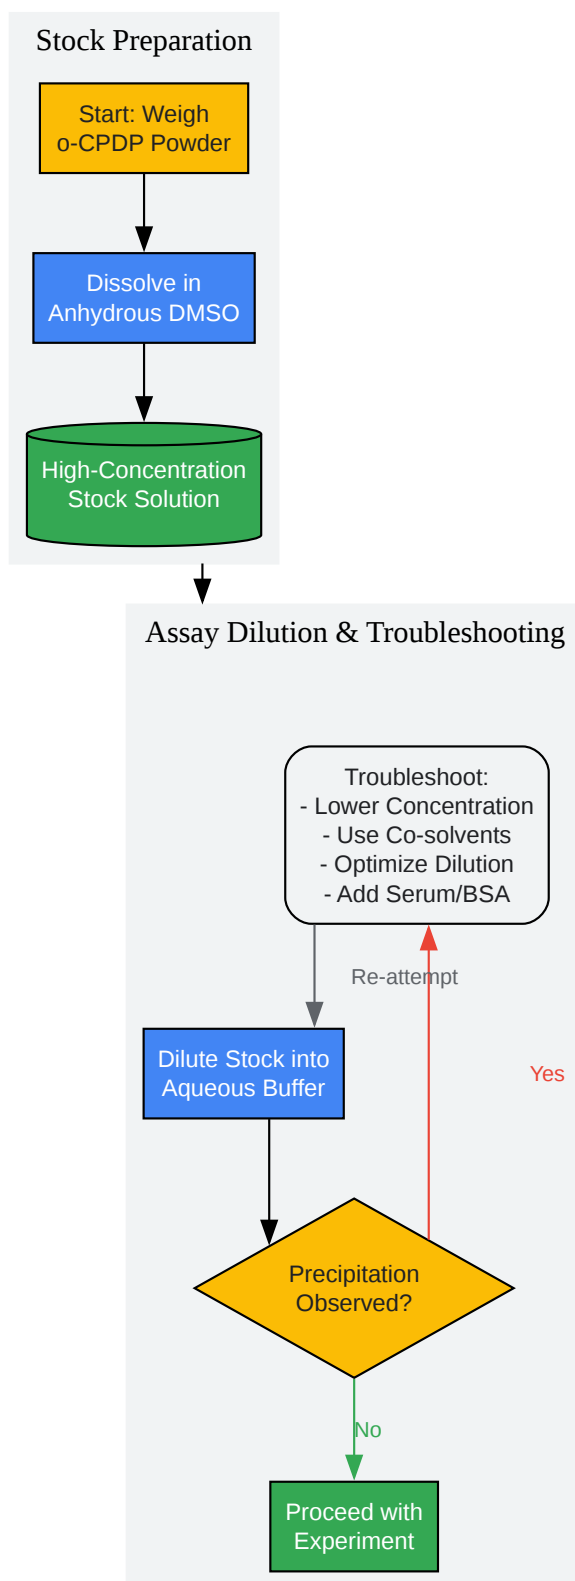 Stock Preparation
Start: Weigh
o-CPDP Powder
Dissolve in
Anhydrous DMSO
High-Concentration
Stock Solution
Assay Dilution & Troubleshooting
Troubleshoot:
- Lower Concentration
- Use Co-solvents
- Optimize Dilution
- Add Serum/BSA
Re-attempt
Dilute Stock into
Aqueous Buffer
Yes
Precipitation
Observed?
No
Proceed with
Experiment